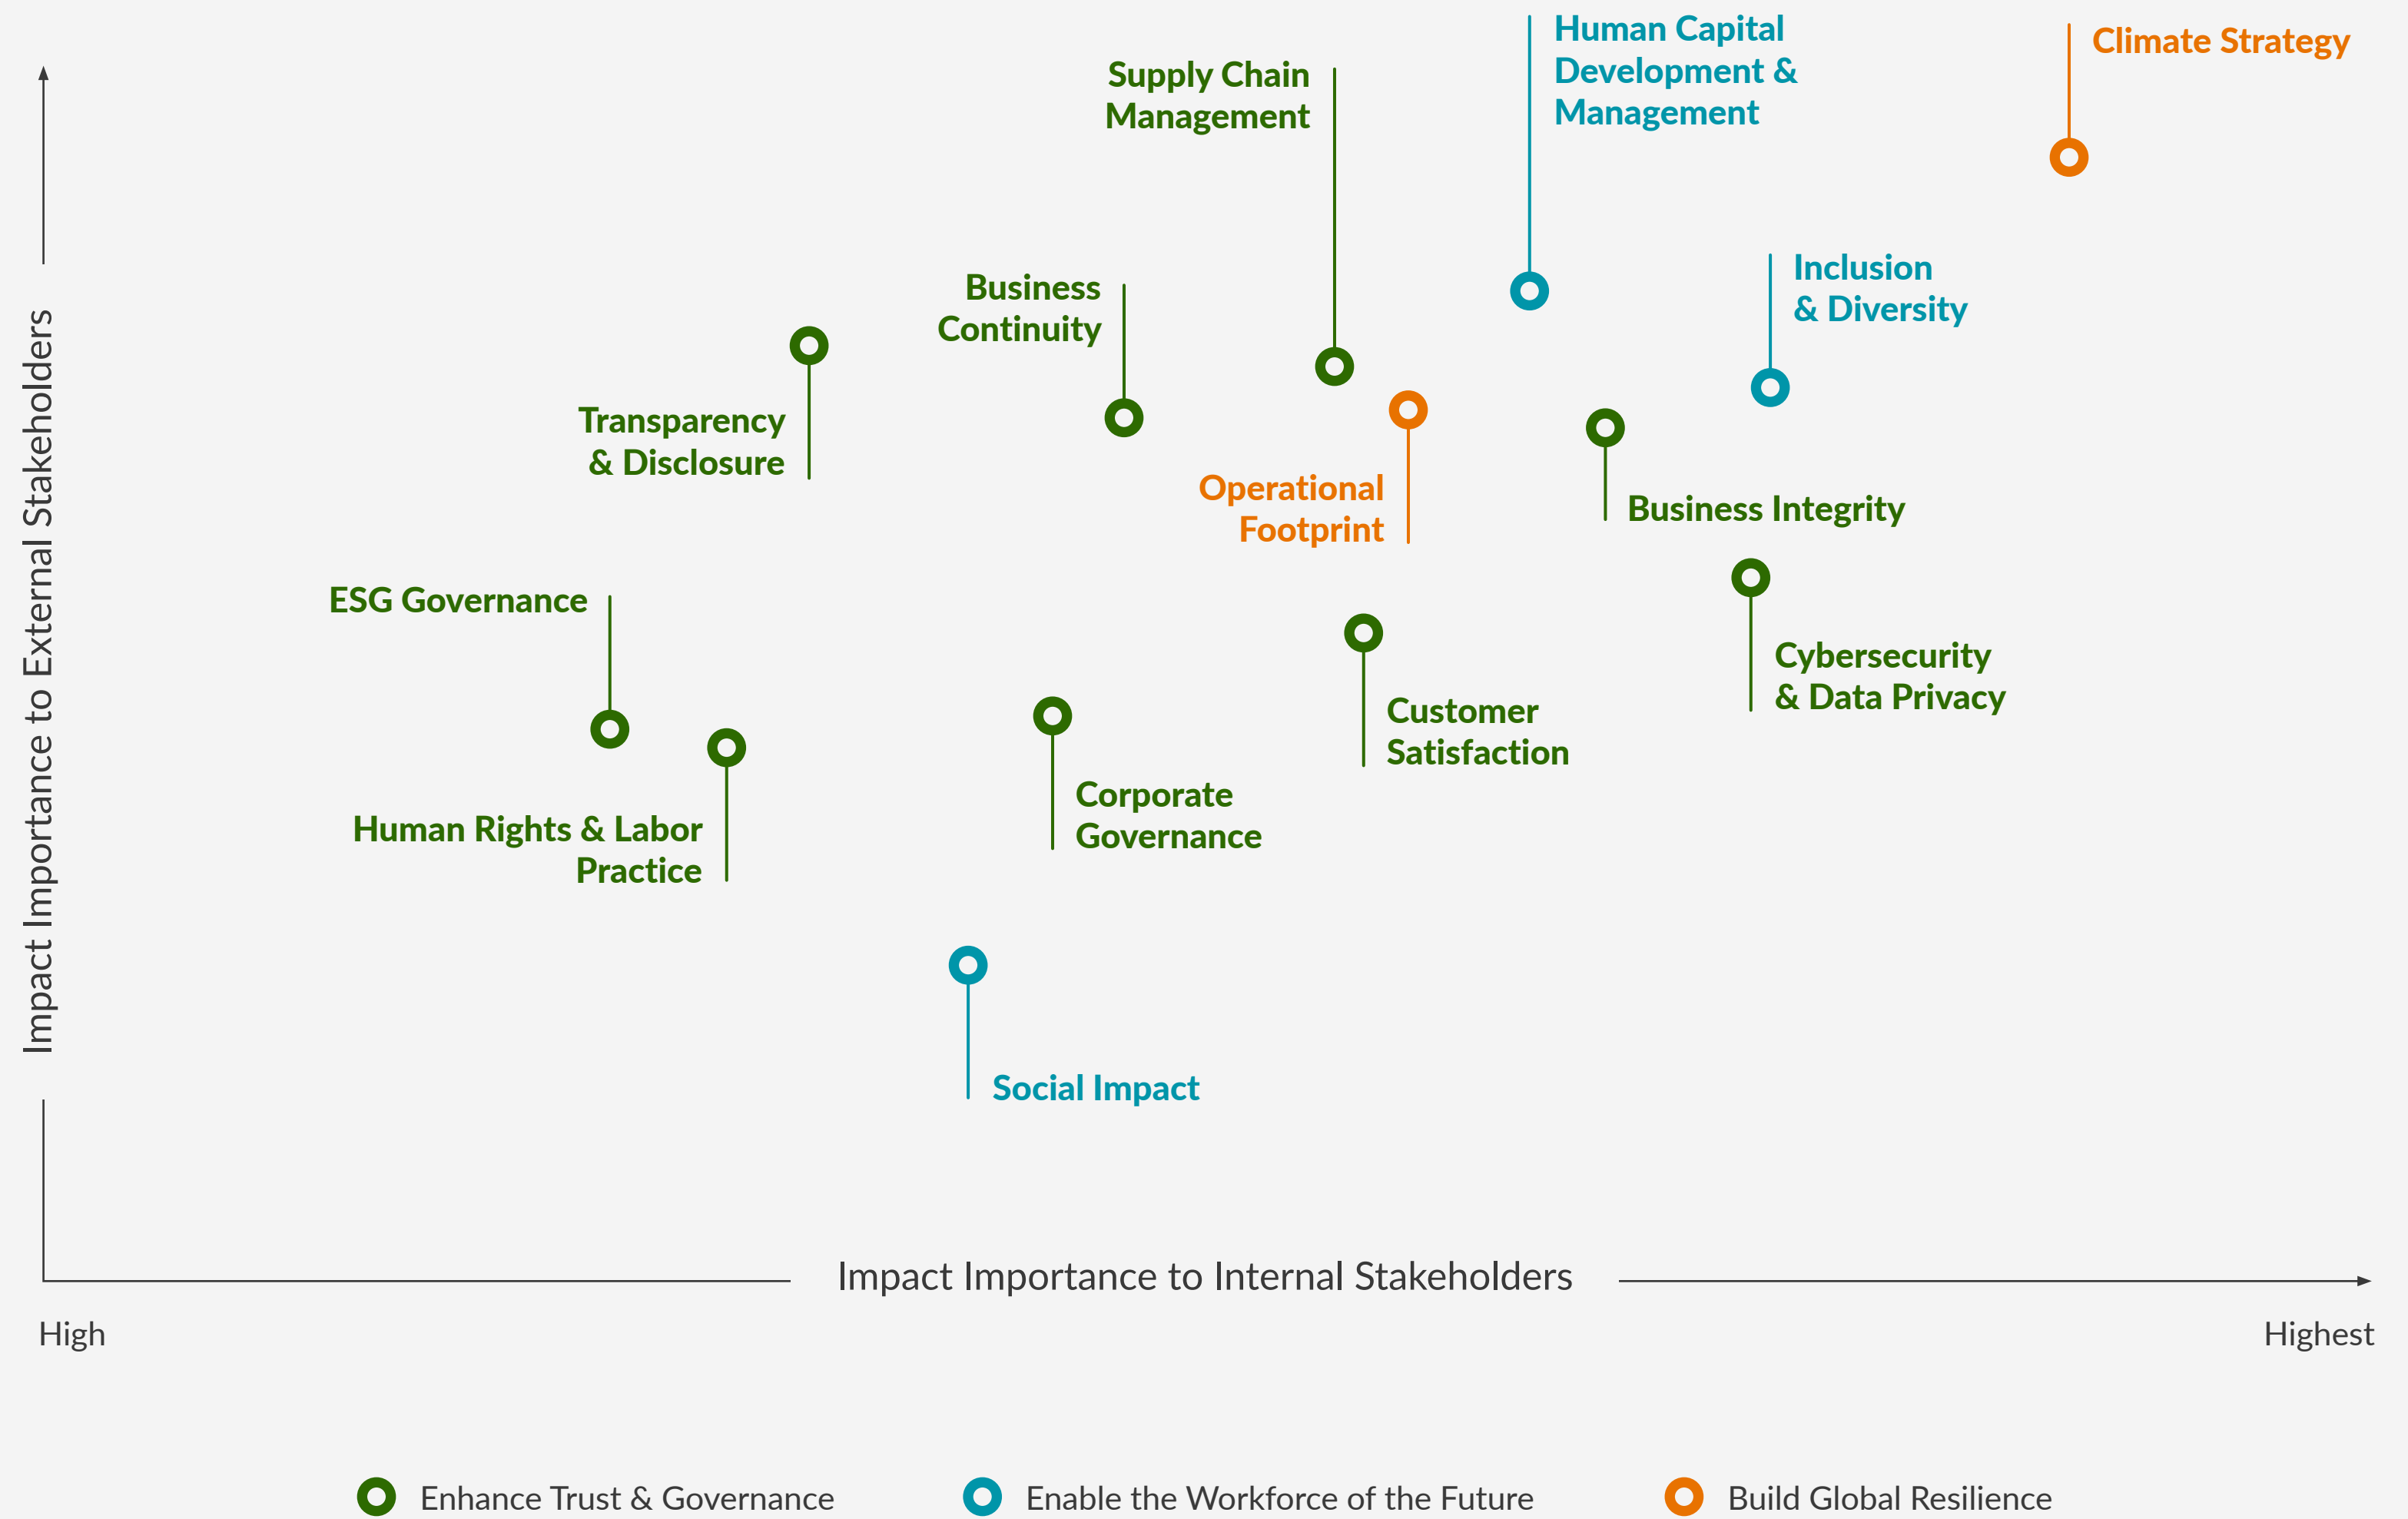 Human Capital
Development &
Management
Climate Strategy
Supply Chain
Management
Inclusion
& Diversity
Business
Continuity
Transparency
& Disclosure
Operational
Footprint
Business Integrity
ESG Governance
Cybersecurity
& Data Privacy
Customer
Satisfaction
Corporate
Governance
Human Rights & Labor
Practice
Social Impact
Impact Importance to External Stakeholders
Impact Importance to Internal Stakeholders
High
Highest
Enhance Trust & Governance
Enable the Workforce of the Future
Build Global Resilience